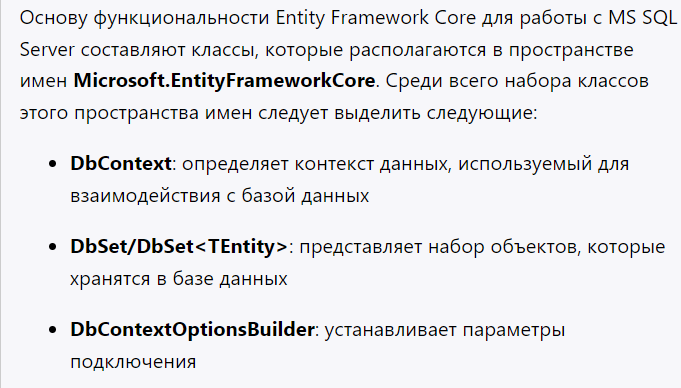 Основу функциональности Entity Framework Core для работы с MS SQL
Server составляют классы, которые располагаются в пространстве
имен Microsoft.EntityFrameworkCore. Среди всего набора классов
этого пространства имен следует выделить следующие:
• DbContext: определяет контекст данных, используемый для
взаимодействия с базой данных
• DbSet/DbSet<TEntity>: представляет набор объектов, которые
хранятся в базе данных
• DbContextOptionsBuilder: устанавливает параметры
подключения